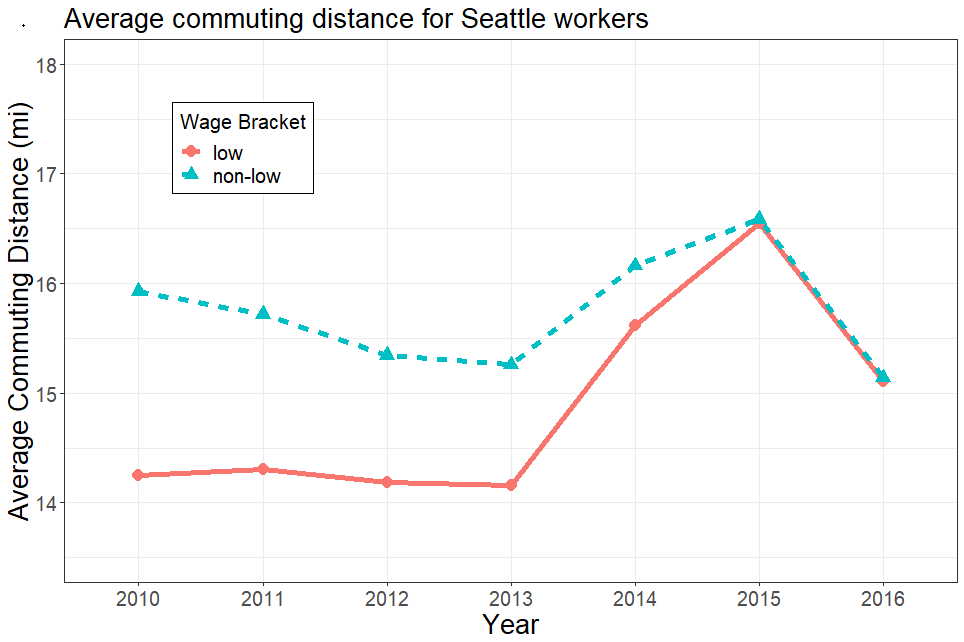 Average commuting distance for Seattle workers
Average Commuting Distance (mi)
18
17
16
15
14
Wage Bracket
low
non-low
2010 2011 2012 2013 2014 2015 2016
Year